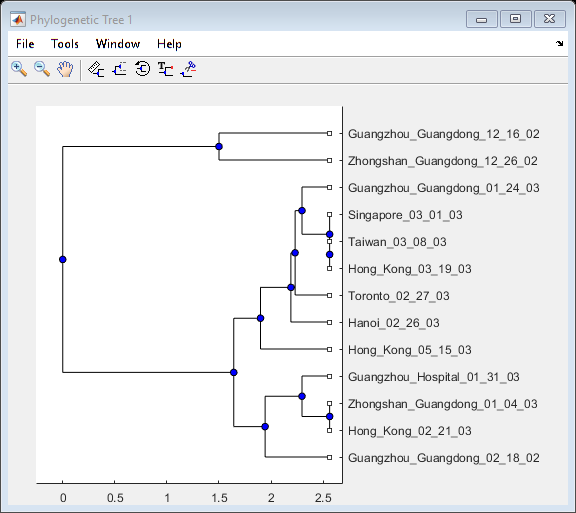 Phylogenetic Tree 1
File Tools Window Help
Guangzhou_Guangdong_12_16_02
Zhongshan_Guangdong_12_26_02
Guangzhou_Guangdong_01_24_03
Singapore_03_01_03
Taiwan_03_08_03
Hong_Kong_03_19_03
Toronto_02_27_03
Hanoi_02_26_03
Hong_Kong_05_15_03
Guangzhou_Hospital_01_31_03
Zhongshan_Guangdong_01_04_03
Hong_Kong_02_21_03
Guangzhou_Guangdong_02_18_02
0 0.5 1 1.5 2 2.5